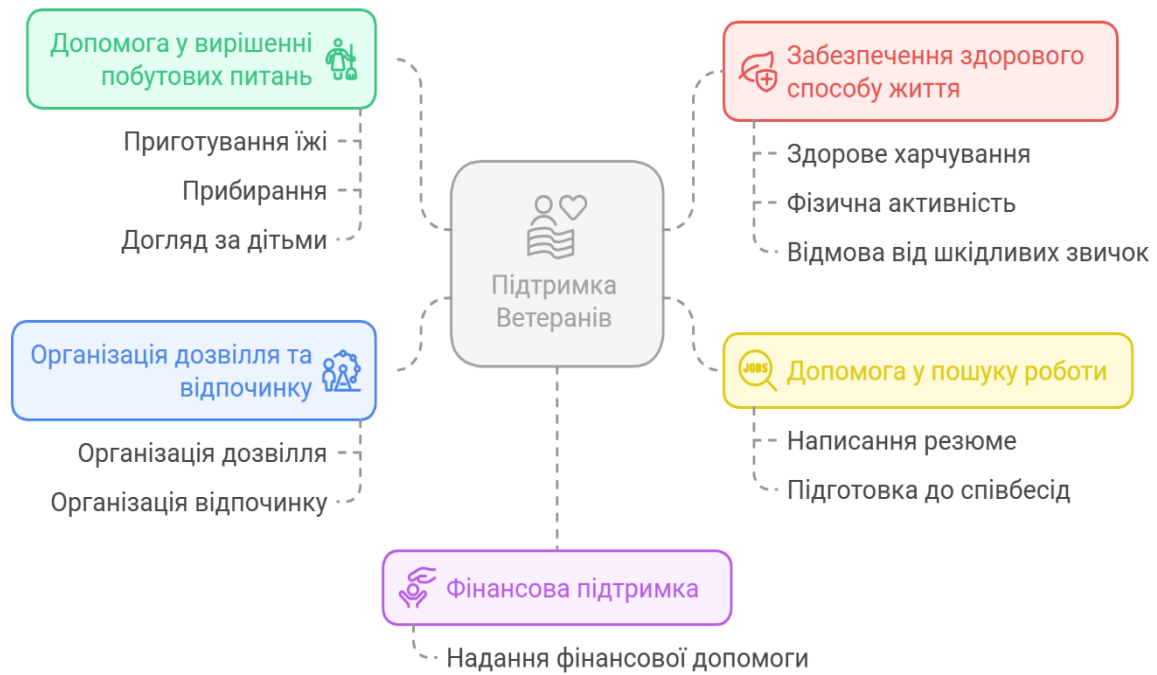 Допомога у вирішенні
побутових питань
Приготування їжі
Прибирання
Догляд за дітьми
Організація дозвілля та
відпочинку
Організація дозвілля
Організація відпочинку
Підтримка
Ветеранів
Забезпечення здорового
способу життя
Здорове харчування
Фізична активність
Відмова від шкідливих звичок
JOBS
Допомога у пошуку роботи
Написання резюме
Підготовка до співбесід
Фінансова підтримка
Надання фінансової допомоги